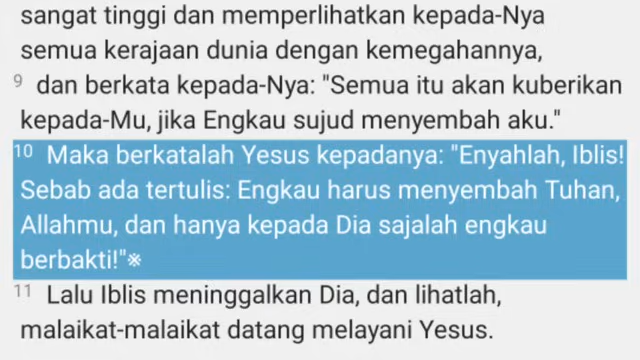 sangat tinggi dan memperlihatkan kepada-Nya
semua kerajaan dunia dengan kemegahannya,
9 dan berkata kepada-Nya: "Semua itu akan kuberikan
kepada-Mu, jika Engkau sujud menyembah aku."
10 Maka berkatalah Yesus kepadanya: "Enyahlah, Iblis!
Sebab ada tertulis: Engkau harus menyembah Tuhan,
Allahmu, dan hanya kepada Dia sajalah engkau
berbakti!"※
11 Lalu Iblis meninggalkan Dia, dan lihatlah,
malaikat-malaikat datang melayani Yesus.